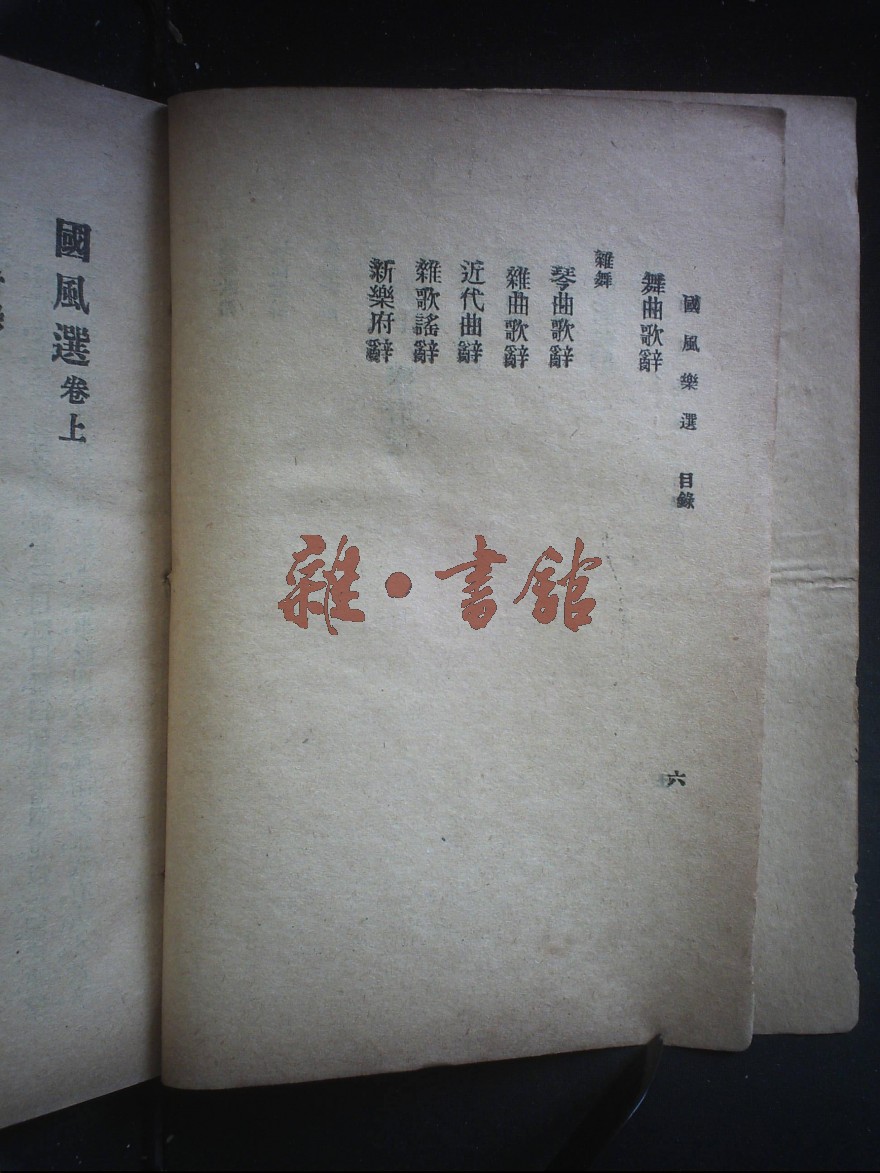 國風樂選 目錄
舞曲歌辭
雜舞
琴曲歌辭
雜曲歌辭
近代曲辭
雜歌謠辭
新樂府辭
六
國風選卷上
雜·書館